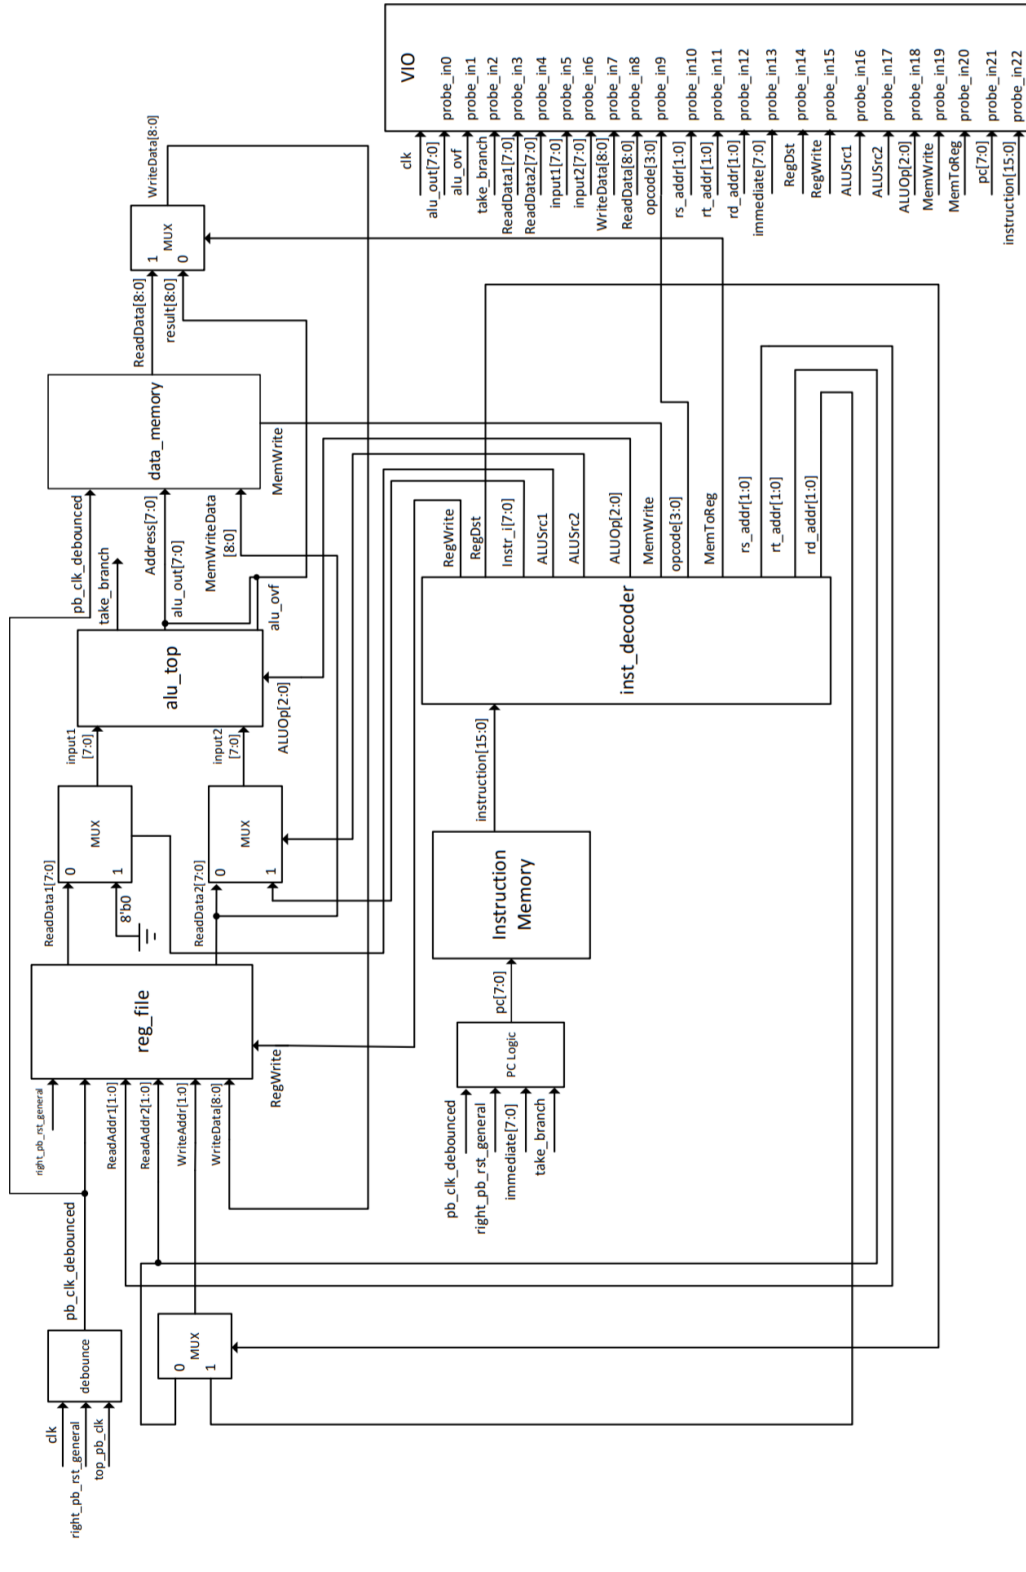 clk
right_pb_rst_general
top_pb_clk
debounce
pb_clk_debounced
0
MUX
1
right_pb_rst_general
ReadAddr1[1:0]
ReadAddr2[1:0]
WriteAddr[1:0]
WriteData[8:0]
reg_file
RegWrite
ReadData1[7:0]
8'b0
ReadData2[7:0]
0
MUX
1
0
MUX
1
input1
[7:0]
input2
[7:0]
alu_top
ALUOp[2:0]
pb_clk_debounced
take_branch
Address[7:0]
alu_out[7:0]
MemWriteData
[8:0]
alu_ovf
data_memory
MemWrite
ReadData[8:0]
result[8:0]
1
MUX
0
WriteData[8:0]
pb_clk_debounced
right_pb_rst_general
immediate[7:0]
take_branch
PC Logic
pc[7:0]
Instruction
Memory
instruction[15:0]
inst_decoder
RegWrite
RegDst
Instr_i[7:0]
ALUSrc1
ALUSrc2
ALUOp[2:0]
MemWrite
opcode[3:0]
MemToReg
rs_addr[1:0]
rt_addr[1:0]
rd_addr[1:0]
VIO
clk
alu_out[7:0] probe_in0
alu_ovf probe_in1
take_branch probe_in2
ReadData1[7:0] probe_in3
ReadData2[7:0] probe_in4
input1[7:0] probe_in5
input2[7:0] probe_in6
WriteData[8:0] probe_in7
ReadData[8:0] probe_in8
opcode[3:0] probe_in9
rs_addr[1:0] probe_in10
rt_addr[1:0] probe_in11
rd_addr[1:0] probe_in12
immediate[7:0] probe_in13
RegDst probe_in14
RegWrite probe_in15
ALUSrc1 probe_in16
ALUSrc2 probe_in17
ALUOp[2:0] probe_in18
MemWrite probe_in19
MemToReg probe_in20
pc[7:0] probe_in21
instruction[15:0] probe_in22